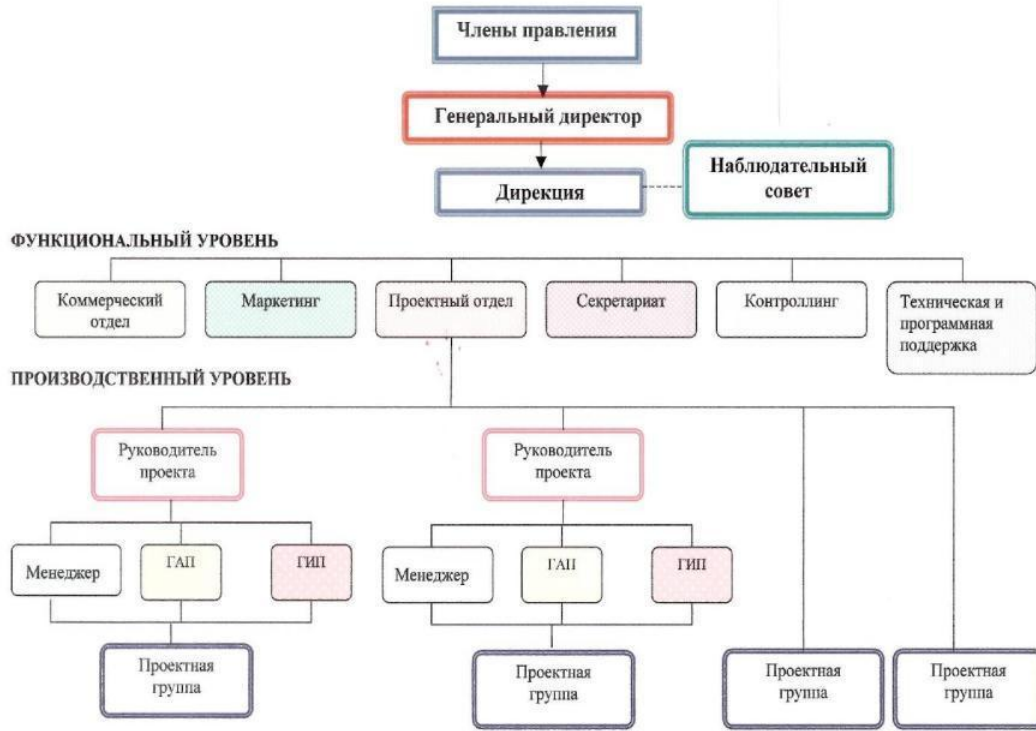 Члены правления
Генеральный директор
Дирекция
Наблюдательный
совет
ФУНКЦИОНАЛЬНЫЙ УРОВЕНЬ
Коммерческий
отдел
Маркетинг
Проектный отдел
Секретариат
Контроллинг
Техническая и
программная
поддержка
ПРОИЗВОДСТВЕННЫЙ УРОВЕНЬ
Руководитель
проекта
Руководитель
проекта
Менеджер
ГАП
ГИП
Менеджер
ГАП
ГИП
Проектная
группа
Проектная
группа
Проектная
группа
Проектная
группа